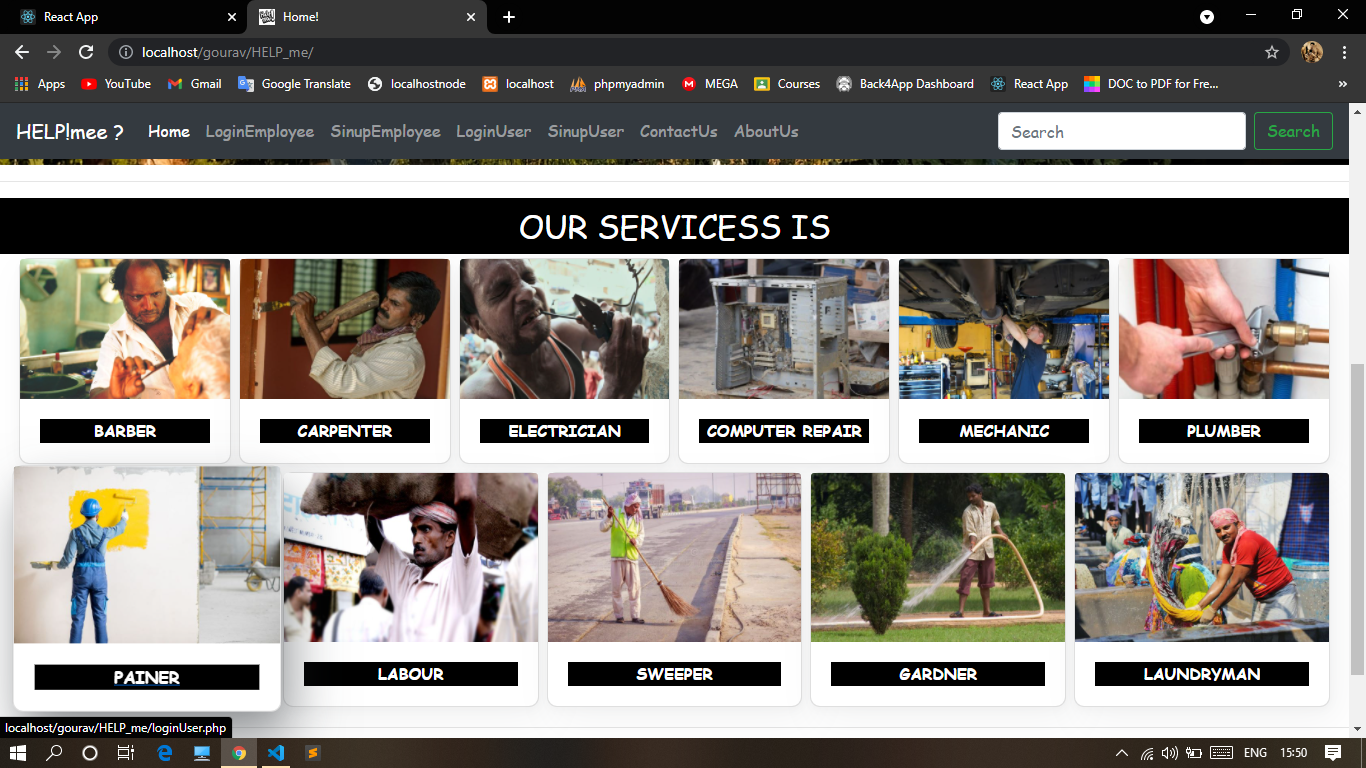 React App
Home!
localhost/gourav/HELP_me/
Apps YouTube Gmail Google Translate localhostnode localhost phpmyadmin MEGA Courses Back4App Dashboard React App DOC to PDF for Fre... »
HELP!mee ? Home LoginEmployee SinupEmployee LoginUser SinupUser ContactUs AboutUs Search Search
OUR SERVICESS IS
BARBER CARPENTER ELECTRICIAN COMPUTER REPAIR MECHANIC PLUMBER
PAINER LABOUR SWEEPER GARDNER LAUNDRYMAN
localhost/gourav/HELP_me/loginUser.php
ENG 15:50